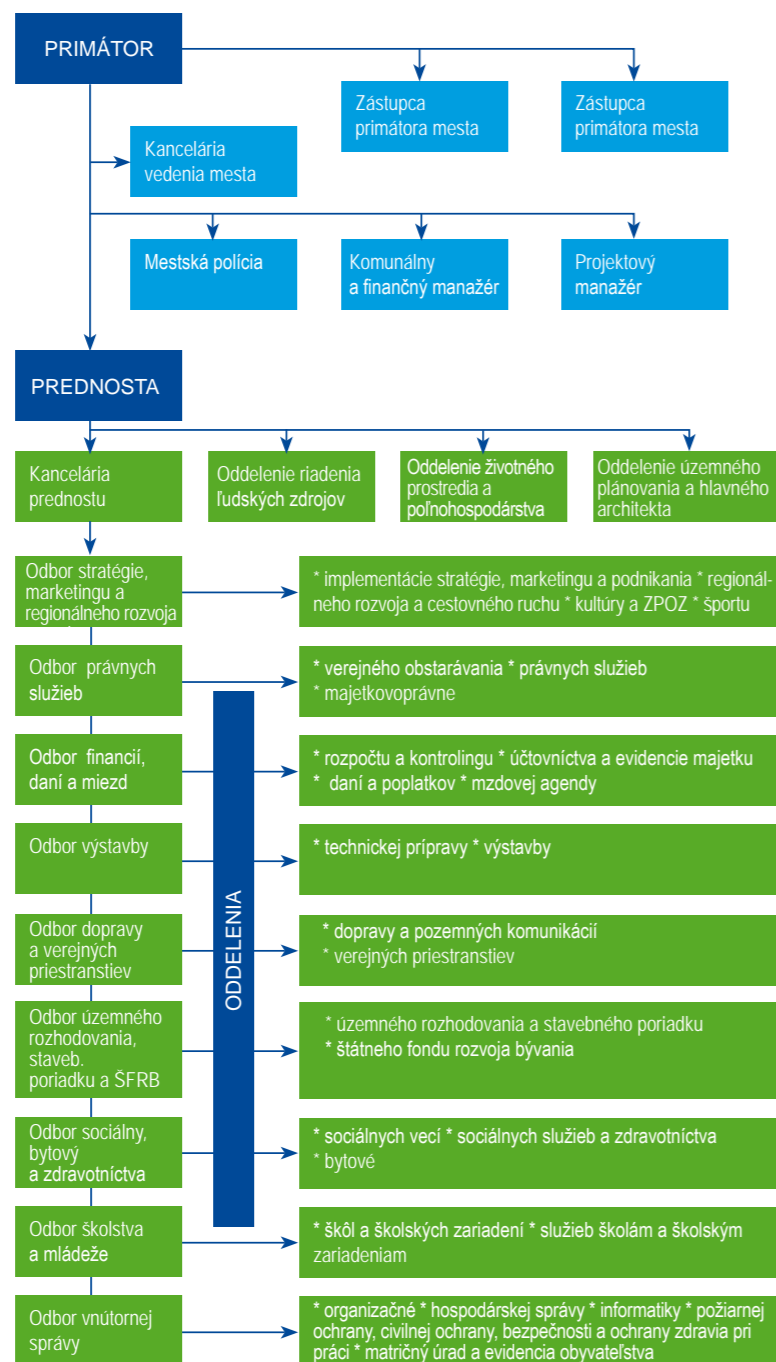 PRIMÁTOR
Zástupca
primátora mesta
Zástupca
primátora mesta
Kancelária
vedenia mesta
Mestská polícia
Komunálny
a finančný manažér
Projektový
manažér
PREDNOSTA
Kancelária
prednostu
Oddelenie riadenia
ľudských zdrojov
Oddelenie životného
prostredia a
poľnohospodárstva
Oddelenie územného
plánovania a hlavného
architekta
Odbor stratégie,
marketingu a
regionálneho rozvoja
* implementácie stratégie, marketingu a podnikania * regionál-
neho rozvoja a cestovného ruchu * kultúry a ZPOZ * športu
Odbor právnych
služieb
* verejného obstarávania * právnych služieb
* majetkovoprávne
Odbor financií,
daní a miezd
* rozpočtu a kontrolingu * účtovníctva a evidencie majetku
* daní a poplatkov * mzdovej agendy
Odbor výstavby
* technickej prípravy * výstavby
ODDELENIA
Odbor dopravy
a verejných
priestranstiev
* dopravy a pozemných komunikácií
* verejných priestranstiev
Odbor územného
rozhodovania,
staveb.
poriadku a ŠFRB
* územného rozhodovania a stavebného poriadku
* štátneho fondu rozvoja bývania
Odbor sociálny,
bytový
a zdravotníctva
* sociálnych vecí * sociálnych služieb a zdravotníctva
* bytové
Odbor školstva
a mládeže
* škôl a školských zariadení * služieb školám a školským
zariadeniam
Odbor vnútornej
správy
* organizačné * hospodárskej správy * informatiky * požiarnej
ochrany, civilnej ochrany, bezpečnosti a ochrany zdravia pri
práci * matričný úrad a evidencia obyvateľstva